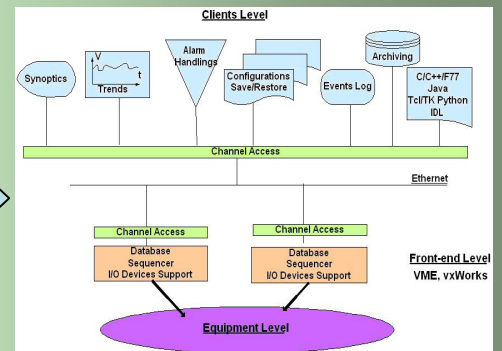 Clients Level
Synoptics
V
t
Trends
Alarm
Handlings
Configurations
Save/Restore
Events Log
Archiving
C/C++/F77
Java
Tcl/TK Python
IDL
Channel Access
Ethernet
Channel Access
Database
Sequencer
I/O Devices Support
Channel Access
Database
Sequencer
I/O Devices Support
Front-end Level
VME, vxWorks
Equipment Level